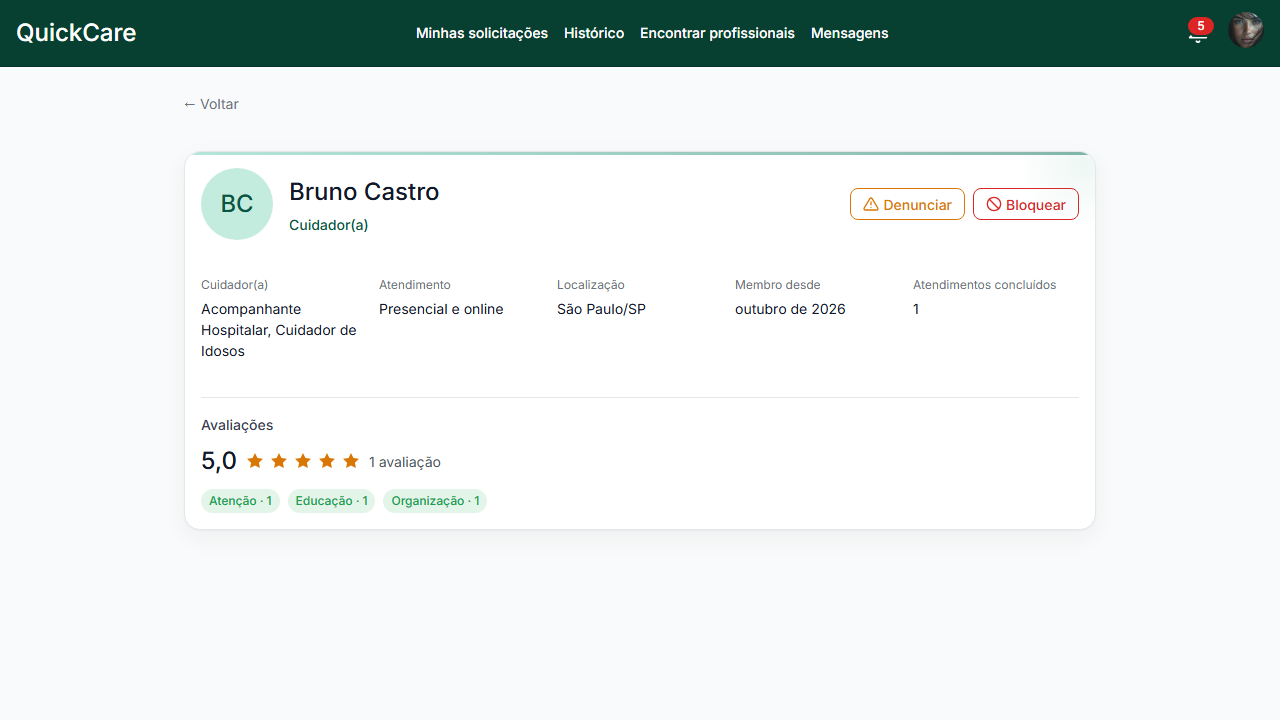 QuickCare
Minhas solicitações
Histórico
Encontrar profissionais
Mensagens
5
← Voltar
BC
Bruno Castro
Cuidador(a)
Denunciar
Bloquear
Cuidador(a)
Acompanhante
Hospitalar, Cuidador de
Idosos
Atendimento
Presencial e online
Localização
São Paulo/SP
Membro desde
outubro de 2026
Atendimentos concluídos
1
Avaliações
5,0
1 avaliação
Atenção · 1
Educação · 1
Organização · 1